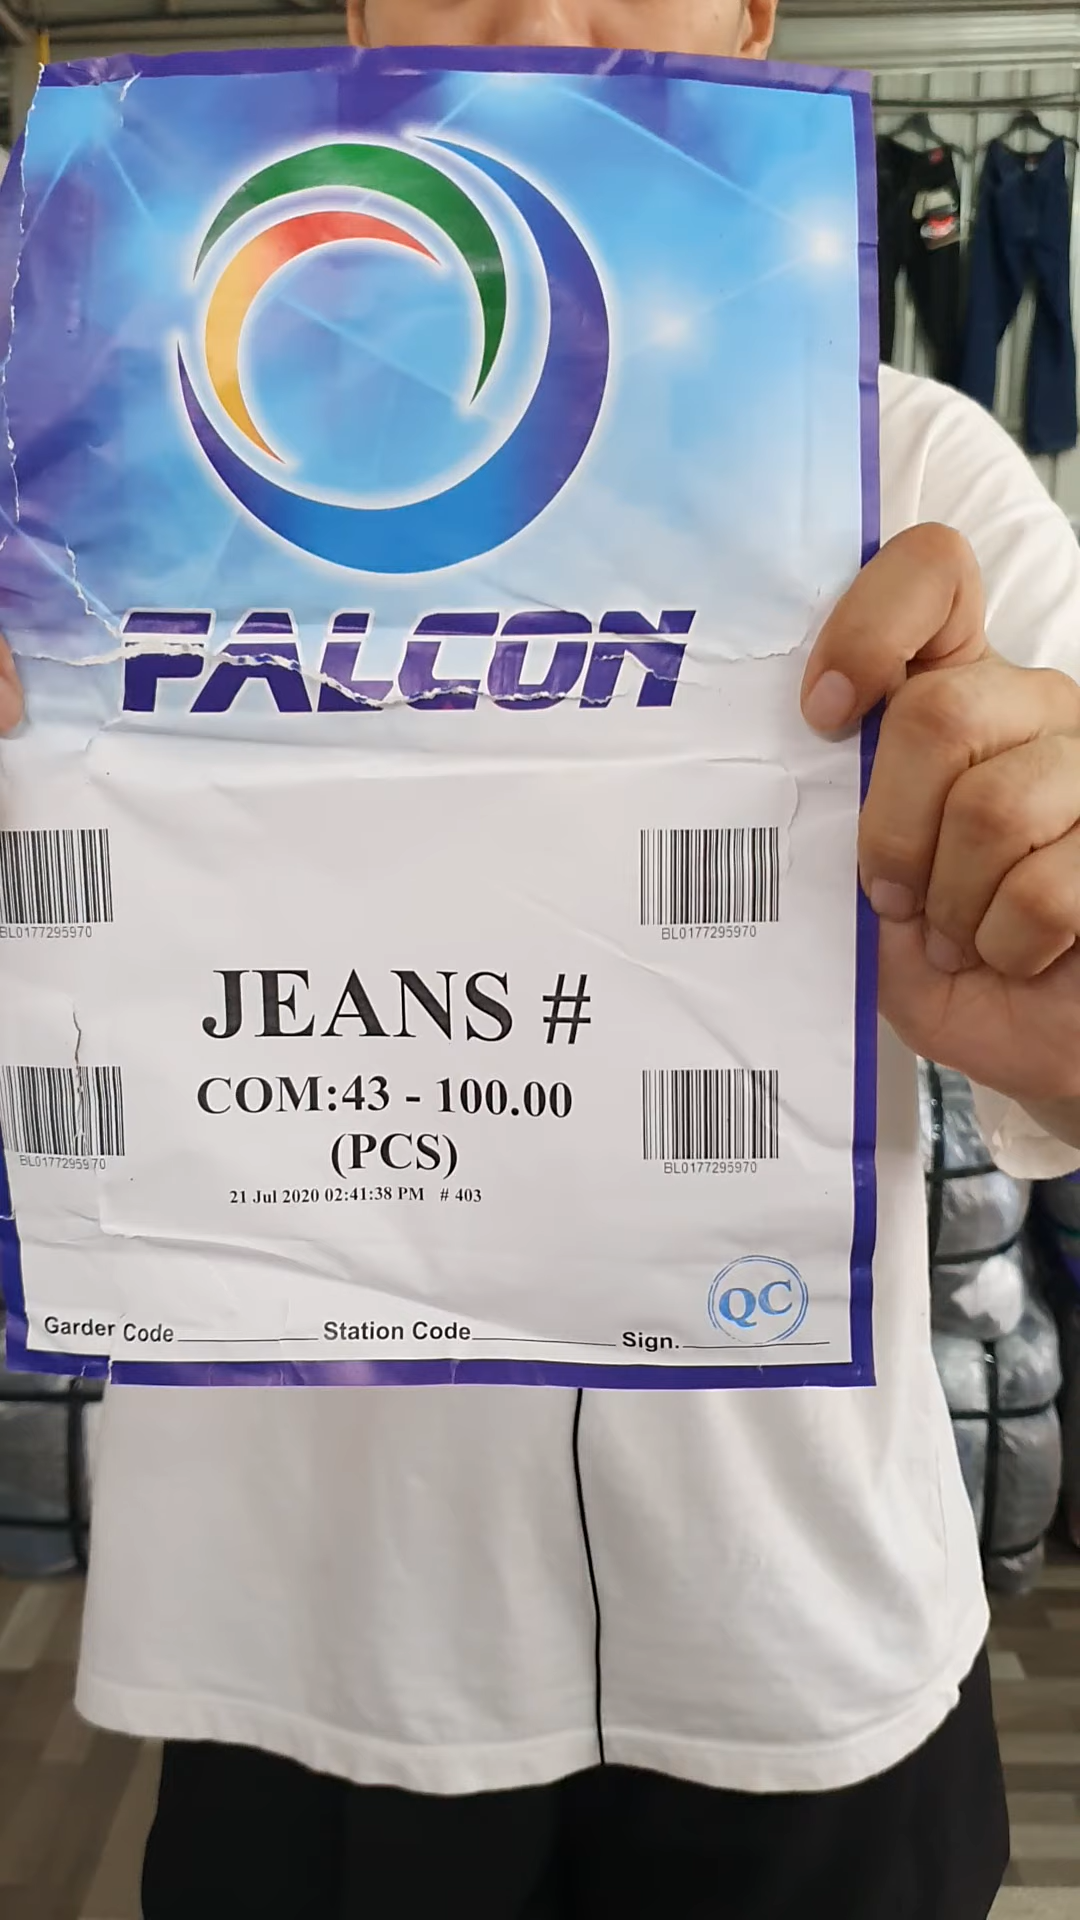 FALCON
BL0177295970
BL0177295970
JEANS #
COM:43 - 100.00
(PCS)
BL0177295970
BL0177295970
21 Jul 2020 02:41:38 PM # 403
QC
Garder Code
Station Code
Sign.